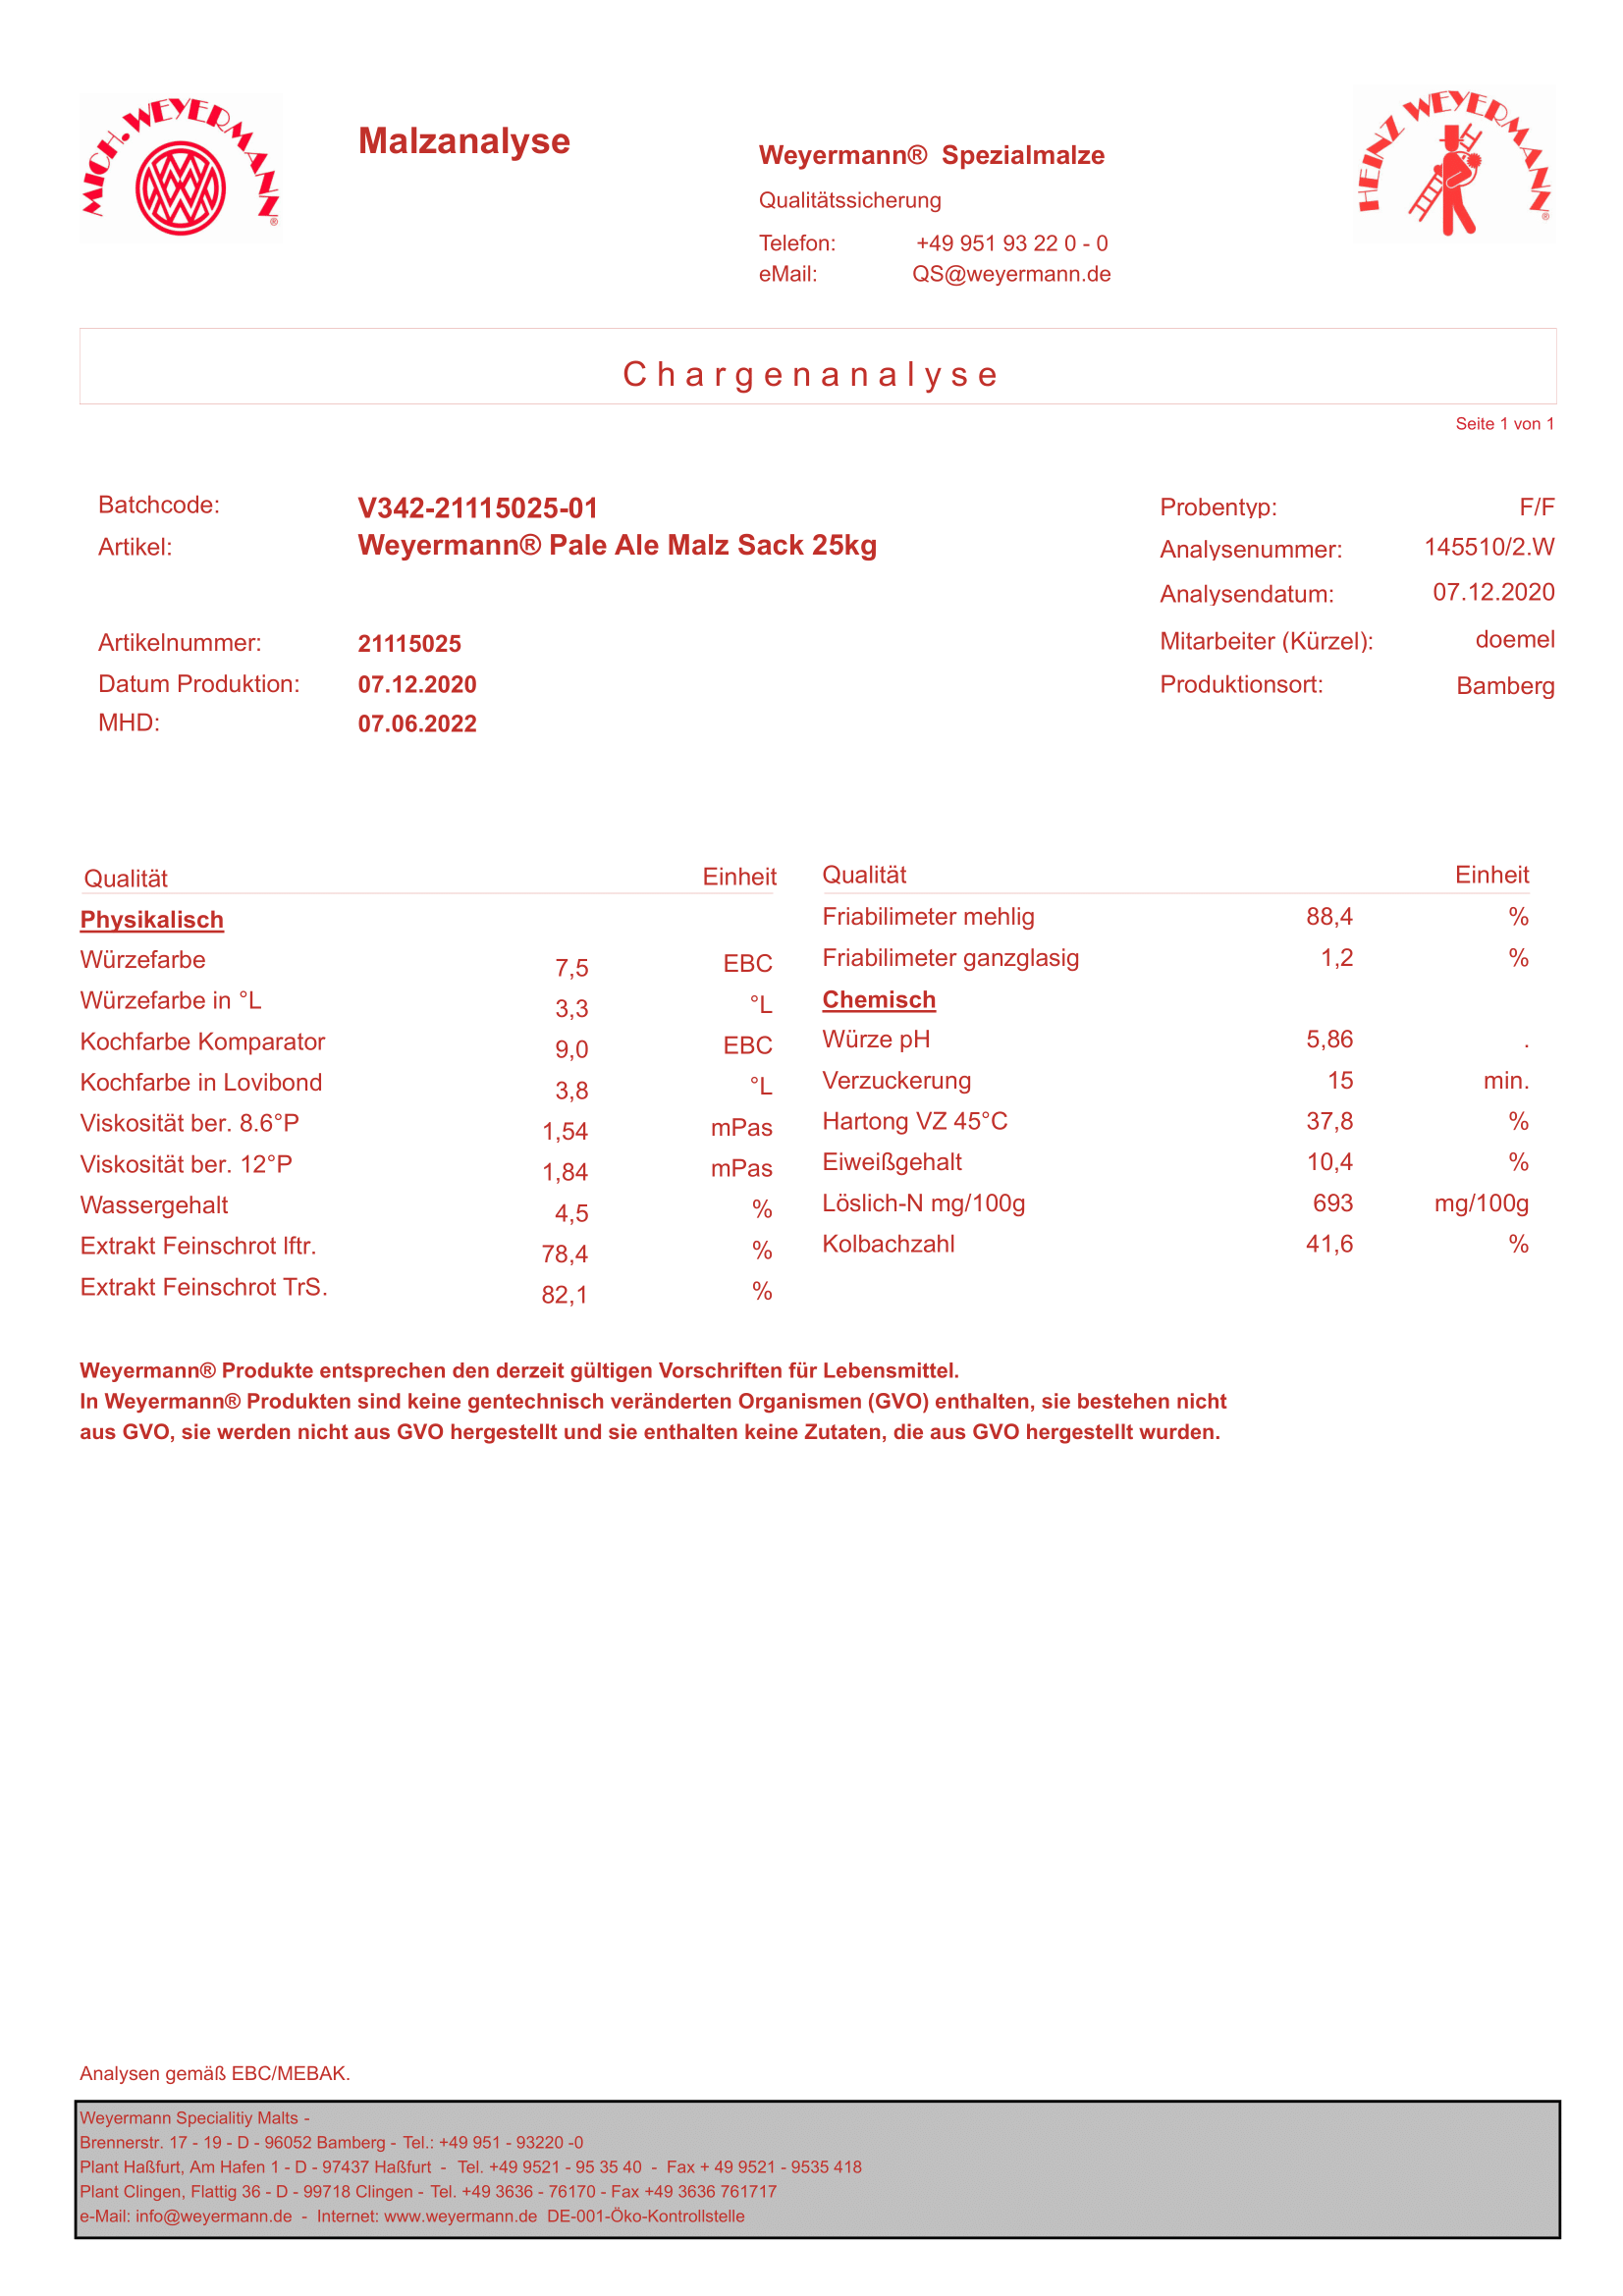 MICH. WEYERMANN®
Malzanalyse
Weyermann® Spezialmalze
Qualitätssicherung
Telefon: +49 951 93 22 0 - 0
eMail: QS@weyermann.de
HEINZ WEYERMANN®
Chargenanalyse
Seite 1 von 1
Batchcode: V342-21115025-01
Artikel: Weyermann® Pale Ale Malz Sack 25kg
Artikelnummer: 21115025
Datum Produktion: 07.12.2020
MHD: 07.06.2022
Probentyp: F/F
Analysenummer: 145510/2.W
Analysendatum: 07.12.2020
Mitarbeiter (Kürzel): doemel
Produktionsort: Bamberg
Qualität Einheit
Physikalisch
Würzefarbe 7,5 EBC
Würzefarbe in °L 3,3 °L
Kochfarbe Komparator 9,0 EBC
Kochfarbe in Lovibond 3,8 °L
Viskosität ber. 8.6°P 1,54 mPas
Viskosität ber. 12°P 1,84 mPas
Wassergehalt 4,5 %
Extrakt Feinschrot lftr. 78,4 %
Extrakt Feinschrot TrS. 82,1 %
Qualität Einheit
Friabilimeter mehlig 88,4 %
Friabilimeter ganzglasig 1,2 %
Chemisch
Würze pH 5,86 .
Verzuckerung 15 min.
Hartong VZ 45°C 37,8 %
Eiweißgehalt 10,4 %
Löslich-N mg/100g 693 mg/100g
Kolbachzahl 41,6 %
Weyermann® Produkte entsprechen den derzeit gültigen Vorschriften für Lebensmittel.
In Weyermann® Produkten sind keine gentechnisch veränderten Organismen (GVO) enthalten, sie bestehen nicht
aus GVO, sie werden nicht aus GVO hergestellt und sie enthalten keine Zutaten, die aus GVO hergestellt wurden.
Analysen gemäß EBC/MEBAK.
Weyermann Specialitiy Malts -
Brennerstr. 17 - 19 - D - 96052 Bamberg - Tel.: +49 951 - 93220 -0
Plant Haßfurt, Am Hafen 1 - D - 97437 Haßfurt - Tel. +49 9521 - 95 35 40 - Fax + 49 9521 - 9535 418
Plant Clingen, Flattig 36 - D - 99718 Clingen - Tel. +49 3636 - 76170 - Fax +49 3636 761717
e-Mail: info@weyermann.de - Internet: www.weyermann.de DE-001-Öko-Kontrollstelle